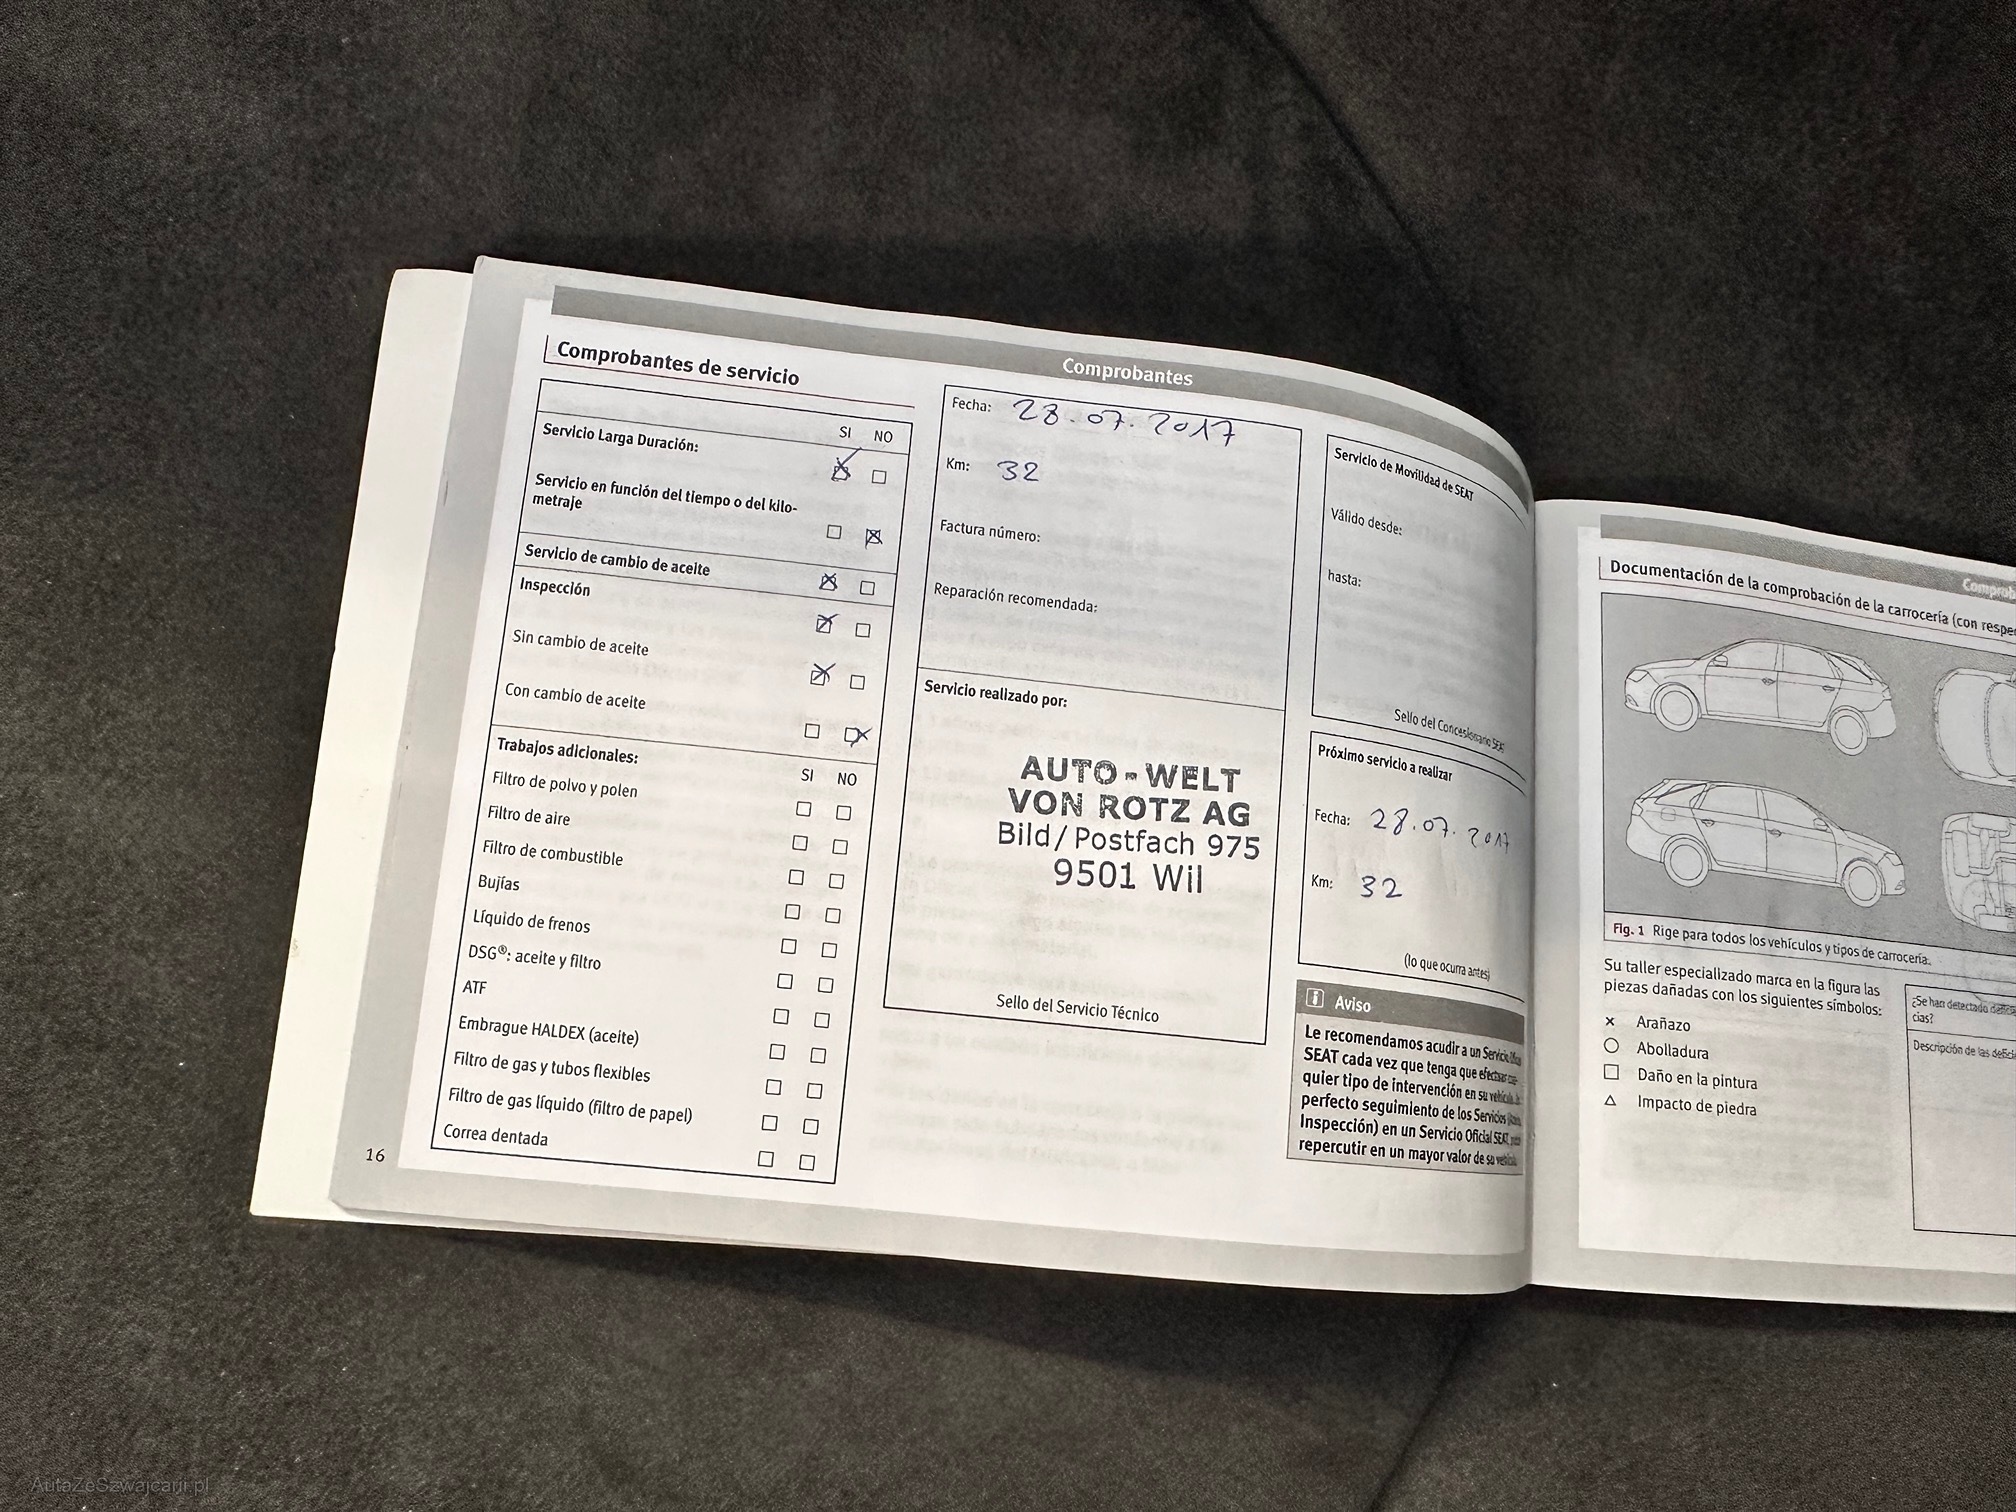 Comprobantes
Comprobantes de servicio
SI NO
Servicio Larga Duración:
Servicio en función del tiempo o del kilo-
metraje
Servicio de cambio de aceite
Inspección
Sin cambio de aceite
Con cambio de aceite
Trabajos adicionales:
SI NO
Filtro de polvo y polen
Filtro de aire
Filtro de combustible
Bujías
Líquido de frenos
DSG®: aceite y filtro
ATF
Embrague HALDEX (aceite)
Filtro de gas y tubos flexibles
Filtro de gas líquido (filtro de papel)
Correa dentada
16
Fecha: 28.07.2017
Km: 32
Factura número:
Reparación recomendada:
Servicio realizado por:
AUTO-WELT
VON ROTZ AG
Bild/Postfach 975
9501 Wil
Sello del Servicio Técnico
Servicio de Movilidad de SEAT
Válido desde:
hasta:
Sello del Concesionario SEAT
Próximo servicio a realizar
Fecha: 28.07.2017
Km: 32
(lo que ocurra antes)
Aviso
Le recomendamos acudir a un Servicio
SEAT cada vez que tenga que efectuar
quier tipo de intervención en su vehículo.
perfecto seguimiento de los Servicios
Inspección) en un Servicio Oficial SEAT,
repercutir en un mayor valor de su
Comprob
Documentación de la comprobación de la carrocería (con respe
Fig. 1 Rige para todos los vehículos y tipos de carrocería.
Su taller especializado marca en la figura las
piezas dañadas con los siguientes símbolos:
Arañazo
Abolladura
Daño en la pintura
Impacto de piedra
¿Se han detectado
cias?
Descripción de las
AutaZeSzwajcarii.pl